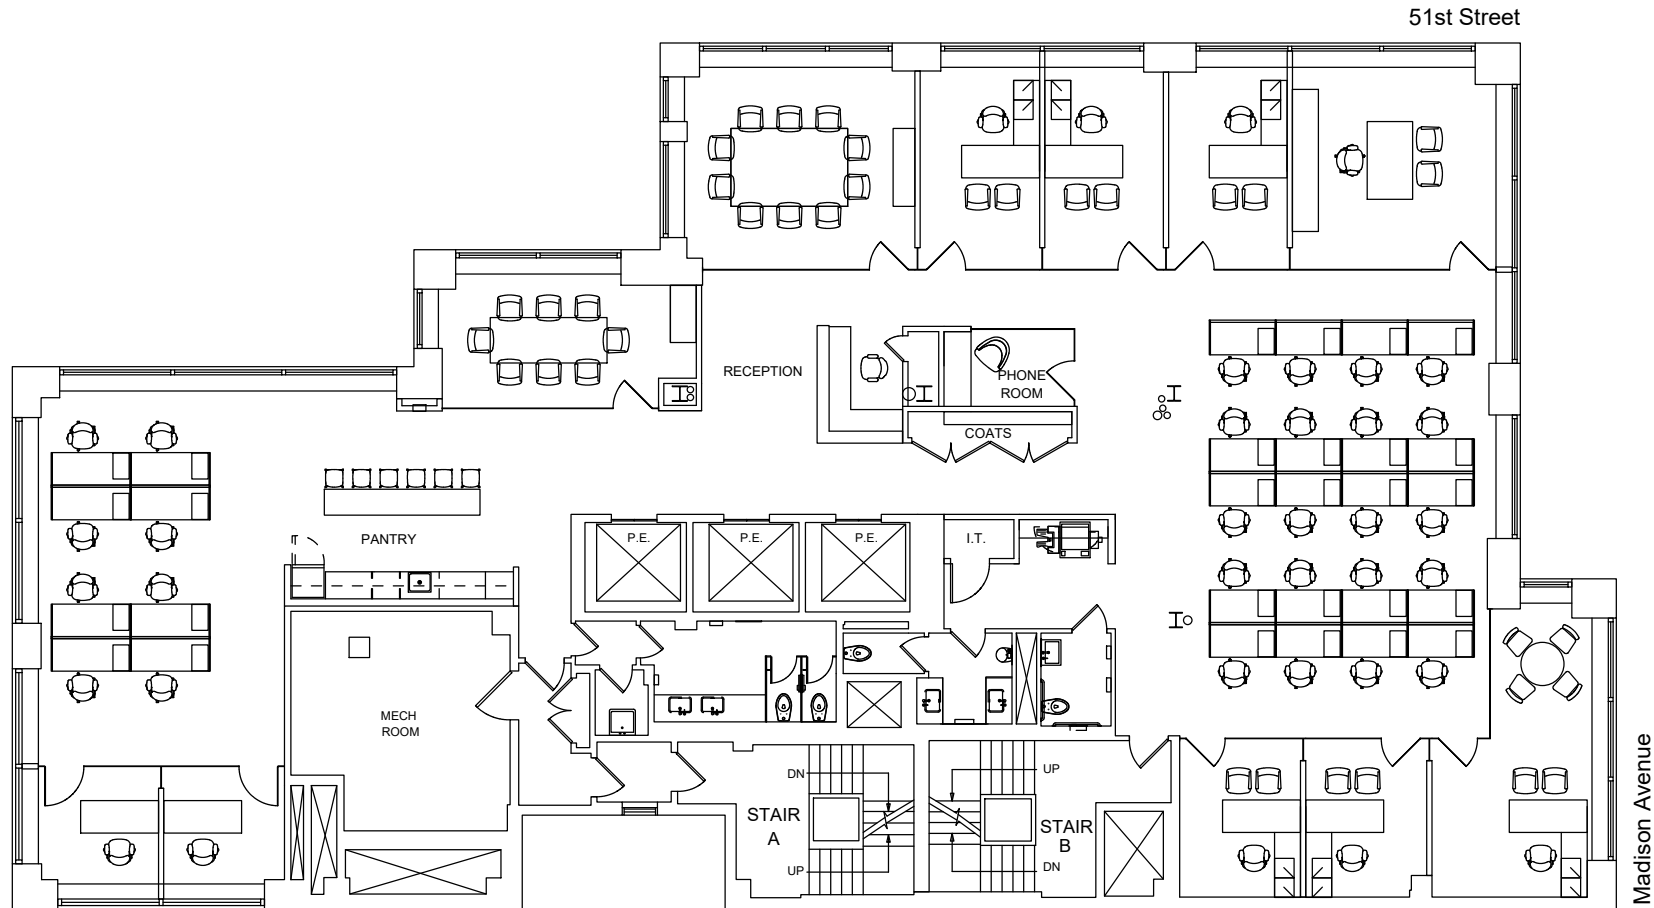 51st Street
RECEPTION
PHONE
ROOM
COATS
PANTRY
P.E.
P.E.
P.E.
I.T.
MECH
ROOM
DN
UP
STAIR
A
STAIR
B
UP
DN
Madison Avenue